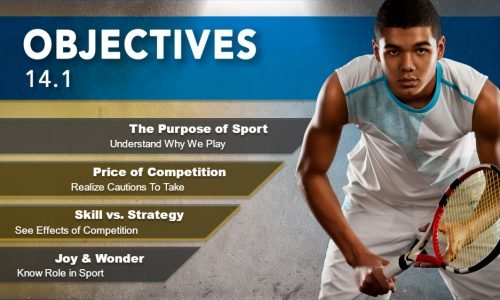 OBJECTIVES
14.1
The Purpose of Sport
Understand Why We Play
Price of Competition
Realize Cautions To Take
Skill vs. Strategy
See Effects of Competition
Joy & Wonder
Know Role in Sport